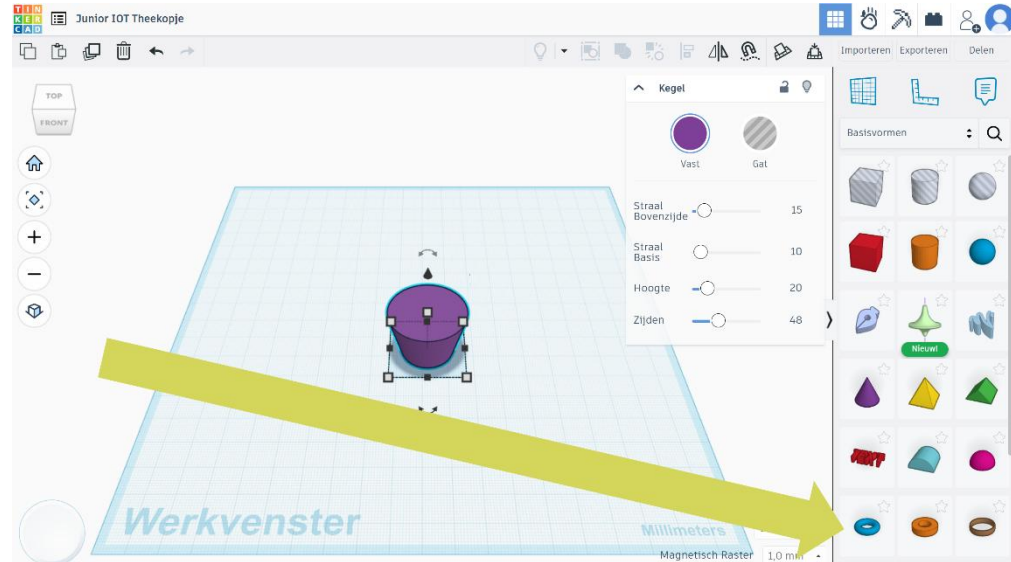 TIN
KER
CAD
Junior IOT Theekopje
Importeren Exporteren Delen
TOP
FRONT
Kegel
Vast Gat
Straal
Bovenzijde 15
Straal
Basis 10
Hoogte 20
Zijden 48
Basisvormen
Nieuw!
TEXT
Werkvenster
Millimeters
Magnetisch Raster 1,0 mm